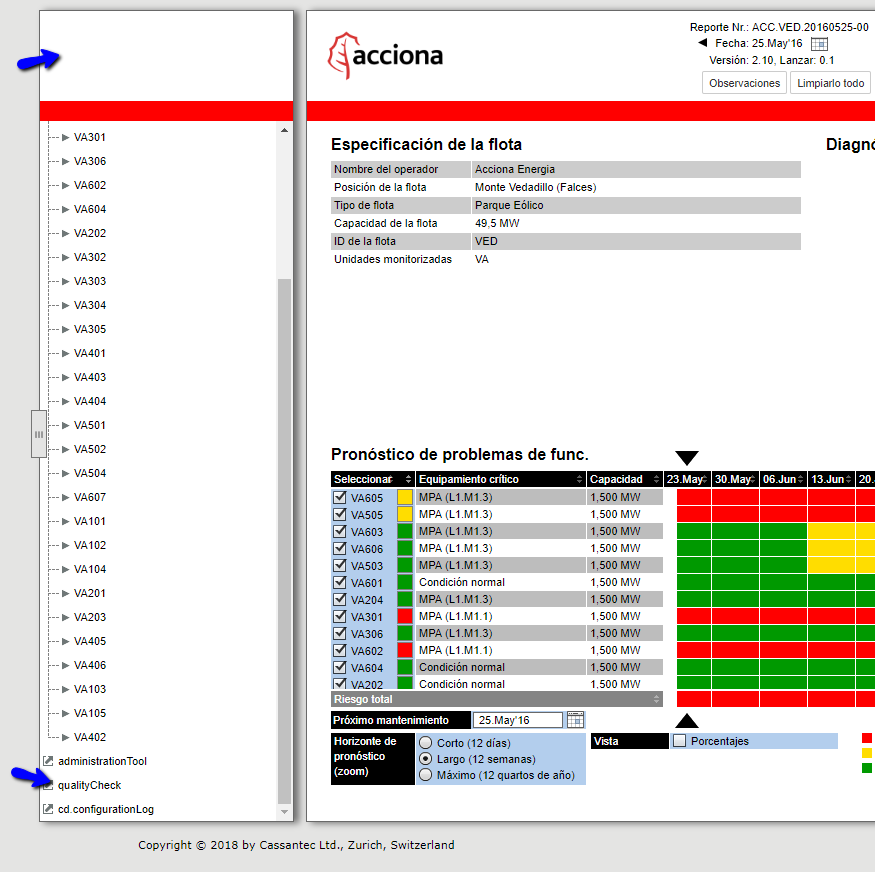 acciona
Reporte Nr.: ACC.VED.20160525-00
Fecha: 25.May'16
Versión: 2.10, Lanzar: 0.1
Observaciones Limpiarlo todo
VA301
VA306
VA602
VA604
VA202
VA302
VA303
VA304
VA305
VA401
VA403
VA404
VA501
VA502
VA504
VA607
VA101
VA102
VA104
VA201
VA203
VA405
VA406
VA103
VA105
VA402
administrationTool
qualityCheck
cd.configurationLog
Especificación de la flota
Nombre del operador Acciona Energia
Posición de la flota Monte Vedadillo (Falces)
Tipo de flota Parque Eólico
Capacidad de la flota 49,5 MW
ID de la flota VED
Unidades monitorizadas VA
Diagnó
Pronóstico de problemas de func.
Seleccionar Equipamiento crítico Capacidad 23.May 30.May 06.Jun 13.Jun 20.
VA605 MPA (L1.M1.3) 1,500 MW
VA505 MPA (L1.M1.3) 1,500 MW
VA603 MPA (L1.M1.3) 1,500 MW
VA606 MPA (L1.M1.3) 1,500 MW
VA503 MPA (L1.M1.3) 1,500 MW
VA601 Condición normal 1,500 MW
VA204 MPA (L1.M1.3) 1,500 MW
VA301 MPA (L1.M1.1) 1,500 MW
VA306 MPA (L1.M1.3) 1,500 MW
VA602 MPA (L1.M1.1) 1,500 MW
VA604 Condición normal 1,500 MW
VA202 Condición normal 1,500 MW
Riesgo total
Próximo mantenimiento 25.May'16
Horizonte de pronóstico (zoom)
Corto (12 días)
Largo (12 semanas)
Máximo (12 quartos de año)
Vista Porcentajes
Copyright © 2018 by Cassantec Ltd., Zurich, Switzerland